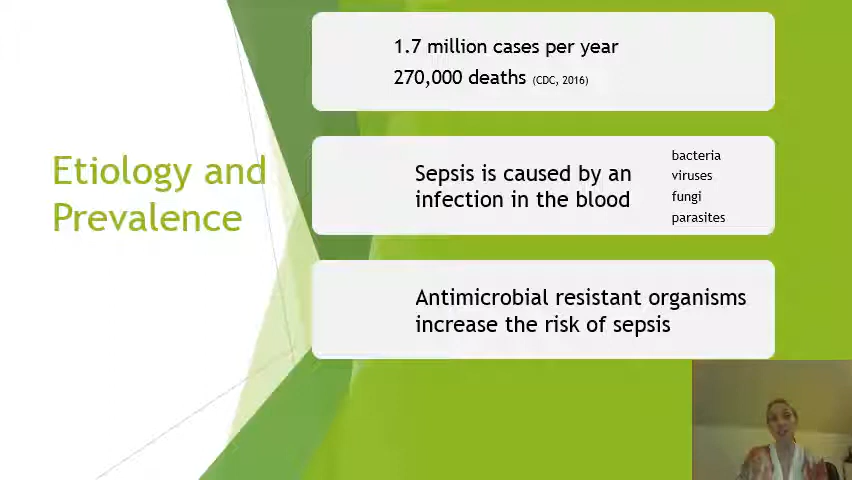 Etiology and
Prevalence
1.7 million cases per year
270,000 deaths (CDC, 2016)
Sepsis is caused by an
infection in the blood
bacteria
viruses
fungi
parasites
Antimicrobial resistant organisms
increase the risk of sepsis